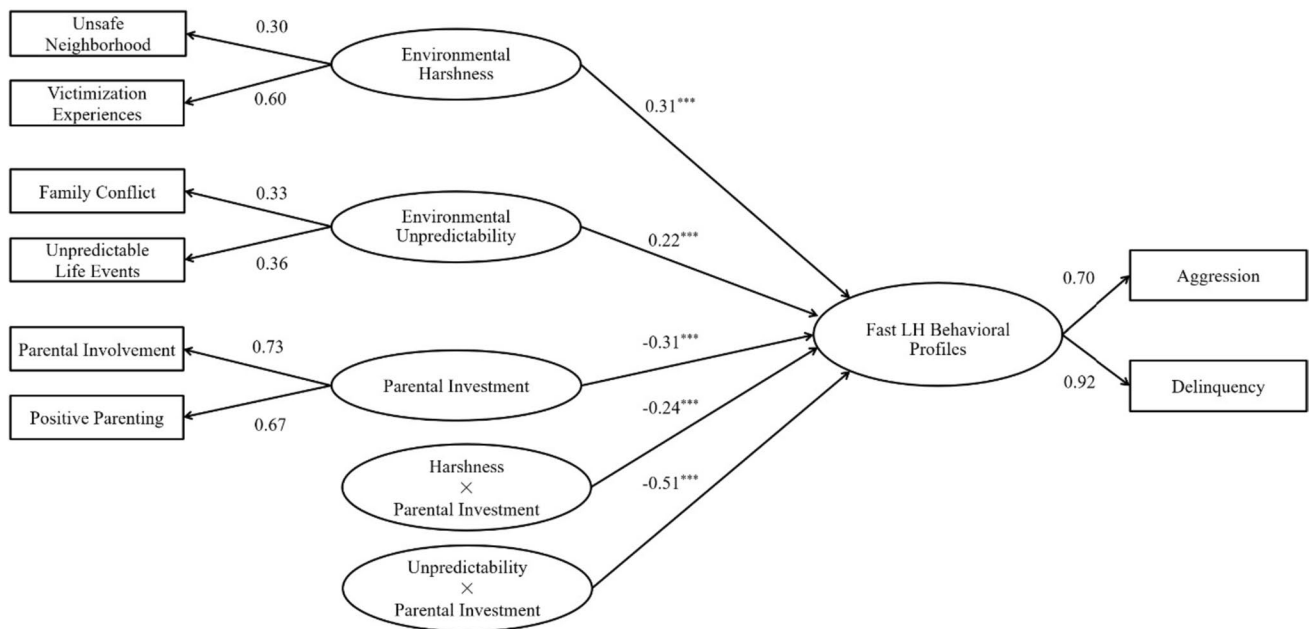 Unsafe
Neighborhood
0.30
Victimization
Experiences
0.60
Environmental
Harshness
0.31***
Family Conflict
0.33
Unpredictable
Life Events
0.36
Environmental
Unpredictability
0.22***
Parental Involvement
0.73
Positive Parenting
0.67
Parental Investment
-0.31***
Harshness
×
Parental Investment
-0.24***
Unpredictability
×
Parental Investment
-0.51***
Fast LH Behavioral
Profiles
0.70
Aggression
0.92
Delinquency